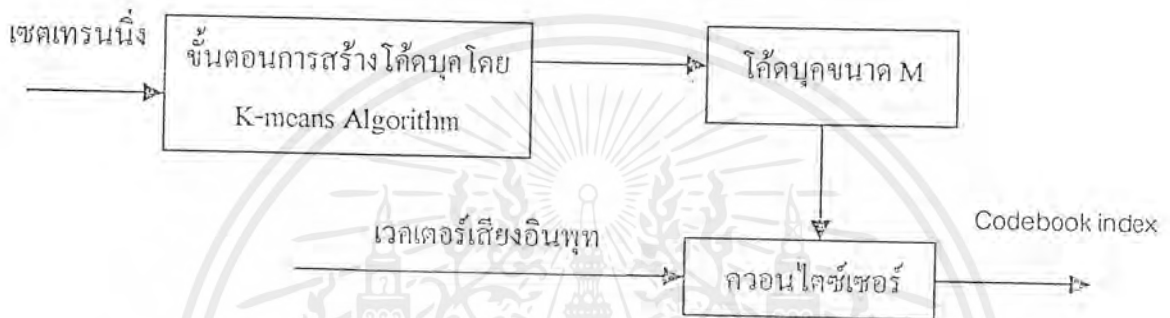 เซตเทรนนิ่ง
ขั้นตอนการสร้างโค้ดบุคโดย
K-means Algorithm
โค้ดบุคขนาด M
เวคเตอร์เสียงอินพุท
ควอนไตซ์เซอร์
Codebook index